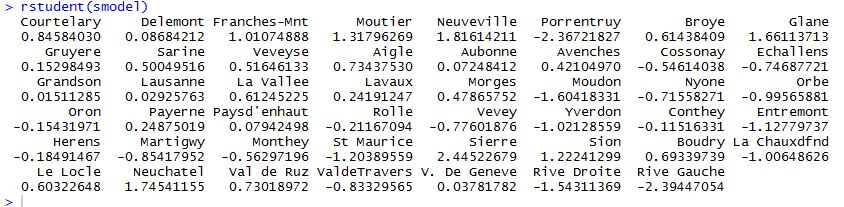 > rstudent(smodel)
Courtelary Delemont Franches-Mnt Moutier Neuveville Porrentruy Broye Glane
0.84584030 0.08684212 1.01074888 1.31796269 1.81614211 -2.36721827 0.61438409 1.66113713
Gruyere Sarine Veveyse Aigle Aubonne Avenches Cossonay Echallens
0.15298493 0.50049516 0.51646133 0.73437530 0.07248412 0.42104970 -0.54614038 -0.74687721
Grandson Lausanne La Vallee Lavaux Morges Moudon Nyone Orbe
0.01511285 0.02925763 0.61245225 0.24191247 0.47865752 -1.60418331 -0.71558271 -0.99565881
Oron Payerne Paysd'enhaut Rolle Vevey Yverdon Conthey Entremont
-0.15431971 0.24875019 0.07942498 -0.21167094 -0.77601876 -1.02128559 -0.11516331 -1.12779737
Herens Martigwy Monthey St Maurice Sierre Sion Boudry La Chauxdfnd
-0.18491467 -0.85417952 -0.56297196 -1.20389559 2.44522679 1.22241299 0.69339739 -1.00648626
Le Locle Neuchatel Val de Ruz ValdeTravers V. De Geneve Rive Droite Rive Gauche
0.60322648 1.74541155 0.73018972 -0.83329565 0.03781782 -1.54311369 -2.39447054
>